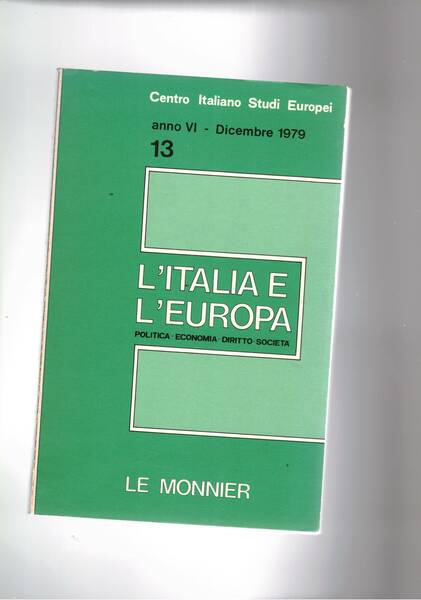 Centro Italiano Studi Europei
anno VI - Dicembre 1979
13
L'ITALIA E
L'EUROPA
POLITICA - ECONOMIA - DIRITTO - SOCIETÀ
LE MONNIER